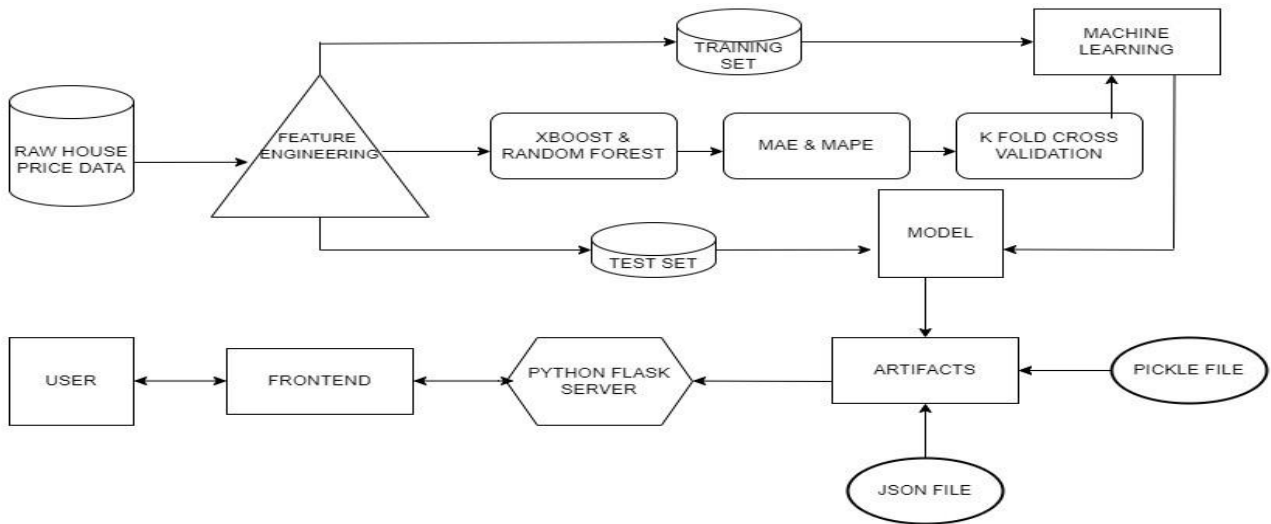 TRAINING
SET
MACHINE
LEARNING
RAW HOUSE
PRICE DATA
FEATURE
ENGINEERING
XBOOST &
RANDOM FOREST
MAE & MAPE
K FOLD CROSS
VALIDATION
MODEL
TEST SET
USER
FRONTEND
PYTHON FLASK
SERVER
ARTIFACTS
PICKLE FILE
JSON FILE